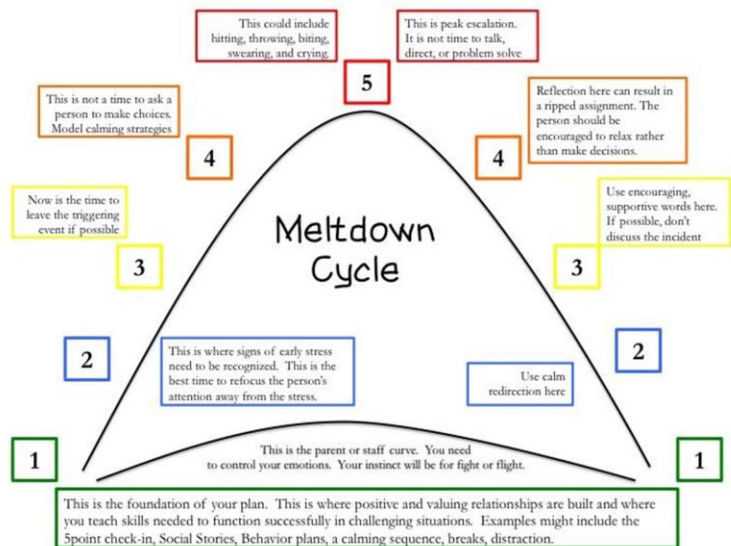 This could include
hitting, throwing, biting,
swearing, and crying.
This is peak escalation.
It is not time to talk,
direct, or problem solve
5
This is not a time to ask a
person to make choices.
Model calming strategies
4
4
Reflection here can result in
a ripped assignment. The
person should be
encouraged to relax rather
than make decisions.
Now is the time to
leave the triggering
event if possible
3
Meltdown
Cycle
3
Use encouraging,
supportive words here.
If possible, don't
discuss the incident
2
This is where signs of early stress
need to be recognized. This is the
best time to refocus the person's
attention away from the stress.
Use calm
redirection here
2
1
This is the parent or staff curve. You need
to control your emotions. Your instinct will be for fight or flight.
1
This is the foundation of your plan. This is where positive and valuing relationships are built and where
you teach skills needed to function successfully in challenging situations. Examples might include the
5point check-in, Social Stories, Behavior plans, a calming sequence, breaks, distraction.